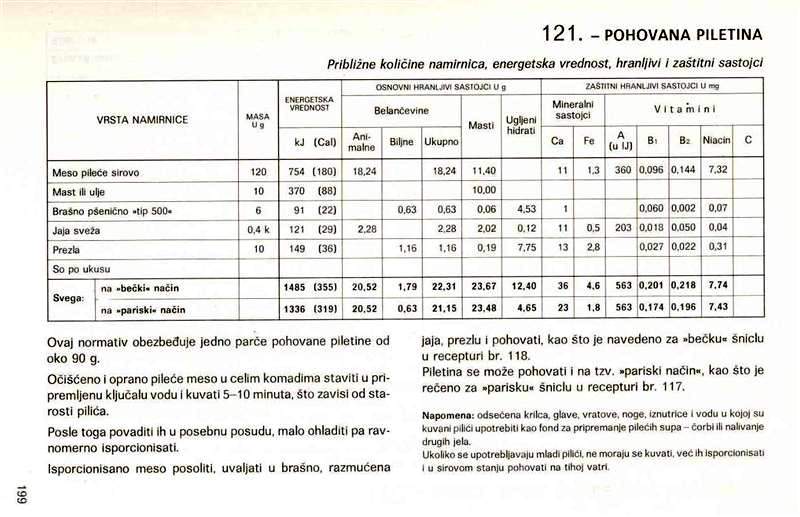 121. – POHOVANA PILETINA
Približne količine namirnica, energetska vrednost, hranljivi i zaštitni sastojci
VRSTA NAMIRNICE MASA U g ENERGETSKA VREDNOST OSNOVNI HRANLJIVI SASTOJCI U g ZAŠTITNI HRANLJIVI SASTOJCI U mg
Belančevine Masti Ugljeni hidrati Mineralni sastojci Vitamini
kJ (Cal) Ani-malne Biljne Ukupno Ca Fe A (u IJ) B1 B2 Niacin C
Meso pileće sirovo 120 754 (180) 18,24 18,24 11,40 11 1,3 360 0,096 0,144 7,32
Mast ili ulje 10 370 (88) 10,00
Brašno pšenično »tip 500« 6 91 (22) 0,63 0,63 0,06 4,53 1 0,060 0,002 0,07
Jaja sveža 0,4 k 121 (29) 2,28 2,28 2,02 0,12 11 0,5 203 0,018 0,050 0,04
Prezla 10 149 (36) 1,16 1,16 0,19 7,75 13 2,8 0,027 0,022 0,31
So po ukusu
Svega: na »bečki« način 1485 (355) 20,52 1,79 22,31 23,67 12,40 36 4,6 563 0,201 0,218 7,74
na »pariski« način 1336 (319) 20,52 0,63 21,15 23,48 4,65 23 1,8 563 0,174 0,196 7,43
Ovaj normativ obezbeđuje jedno parče pohovane piletine od
oko 90 g.
Očišćeno i oprano pileće meso u celim komadima staviti u pri-
premljenu ključalu vodu i kuvati 5–10 minuta, što zavisi od sta-
rosti pilića.
Posle toga povaditi ih u posebnu posudu, malo ohladiti pa rav-
nomerno isporcionisati.
Isporcionisano meso posoliti, uvaljati u brašno, razmućena
jaja, prezlu i pohovati, kao što je navedeno za »bečku« šniclu
u recepturi br. 118.
Piletina se može pohovati i na tzv. »pariski način«, kao što je
rečeno za »parisku« šniclu u recepturi br. 117.
Napomena: odsečena krilca, glave, vratove, noge, iznutrice i vodu u kojoj su
kuvani pilići upotrebiti kao fond za pripremanje pilećih supa – čorbi ili nalivanje
drugih jela.
Ukoliko se upotrebljavaju mladi pilići, ne moraju se kuvati, već ih isporcionisati
i u sirovom stanju pohovati na tihoj vatri.
199